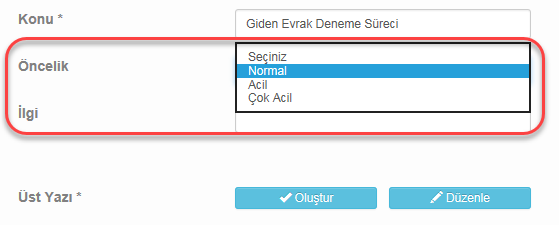 Konu * Giden Evrak Deneme Süreci
Öncelik Seçiniz
Normal
Acil
Çok Acil
İlgi
Üst Yazı * Oluştur Düzenle